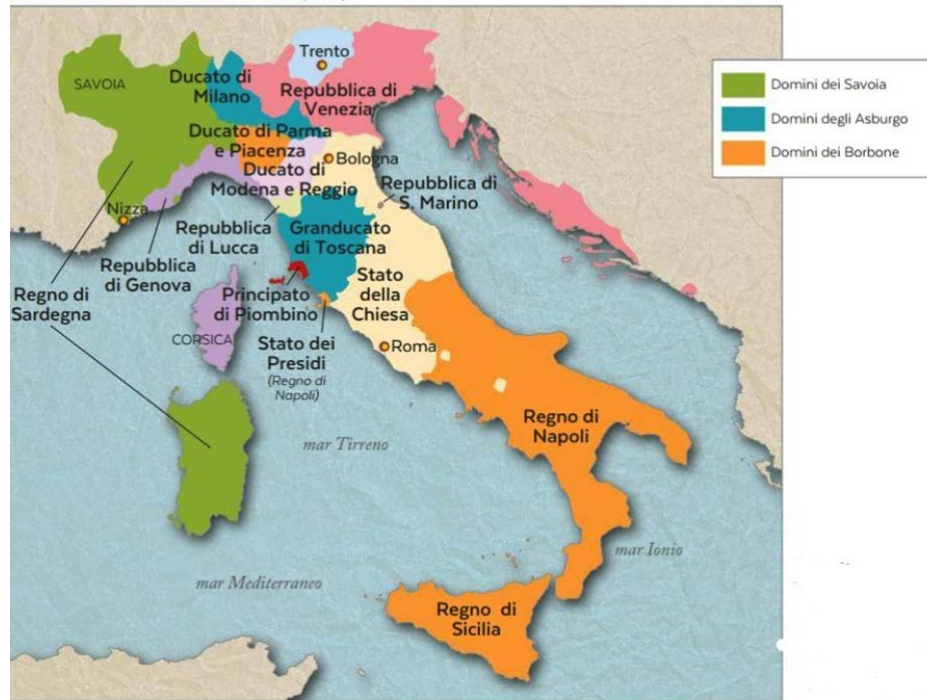 Trento
SAVOIA
Ducato di
Milano
Repubblica di
Venezia
Ducato di Parma
e Piacenza
Bologna
Ducato di
Modena e Reggio
Repubblica di
S. Marino
Nizza
Repubblica
di Lucca
Granducato
di Toscana
Repubblica
di Genova
Regno di
Sardegna
Principato
di Piombino
Stato
della
Chiesa
CORSICA
Stato dei
Presidi
(Regno di
Napoli)
Roma
Regno di
Napoli
mar Tirreno
mar Ionio
mar Mediterraneo
Regno di
Sicilia
Domini dei Savoia
Domini degli Asburgo
Domini dei Borbone